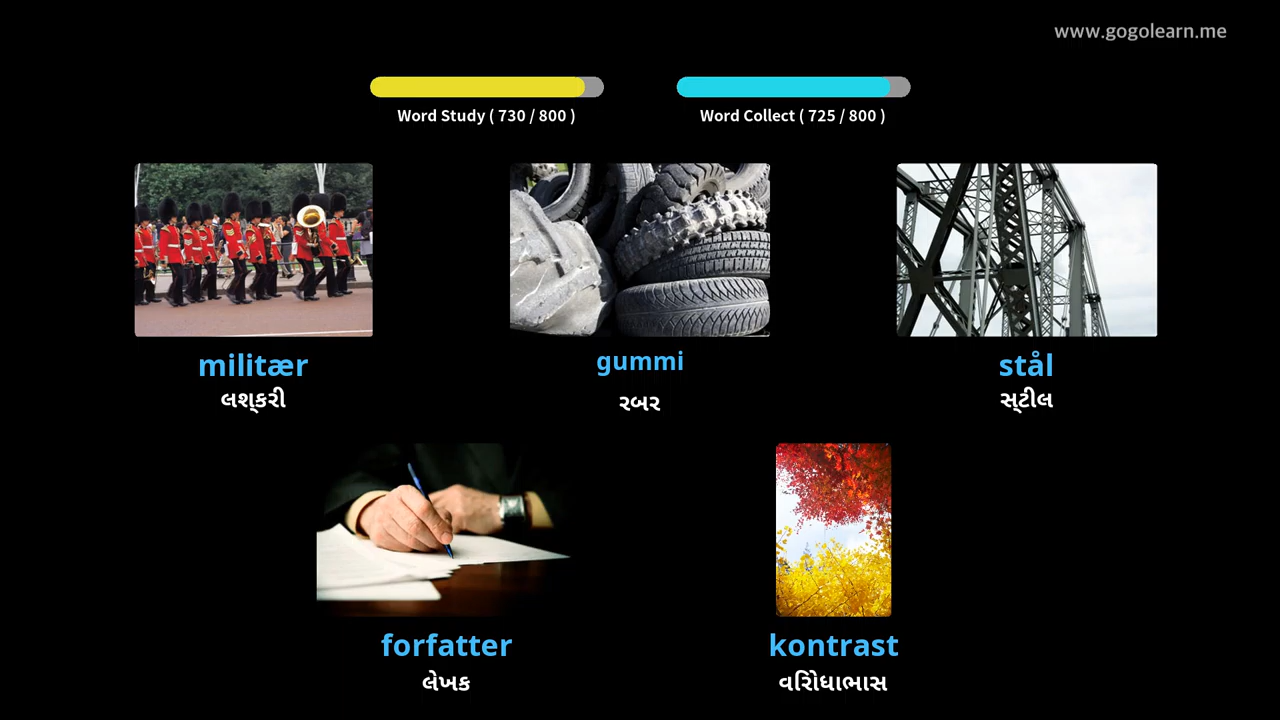 www.gogolearn.me
Word Study ( 730 / 800 )
Word Collect ( 725 / 800 )
militær
લશ્કરી
gummi
રબર
stål
સ્ટીલ
forfatter
લેખક
kontrast
વિરોધાભાસ